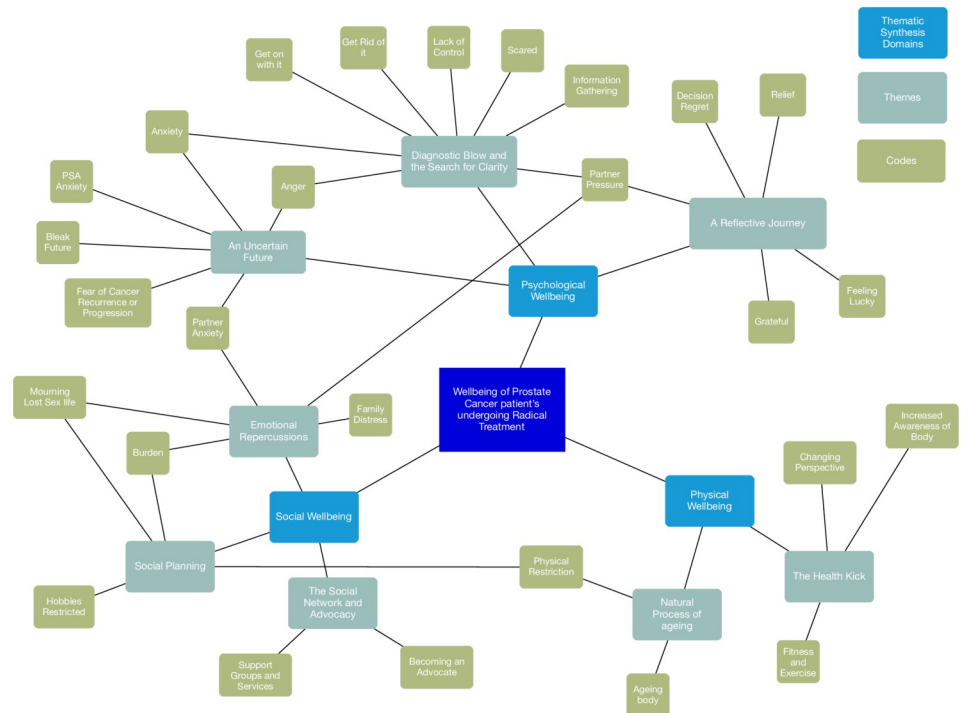 Thematic
Synthesis
Domains
Themes
Codes
Get on
with it
Get Rid of
it
Lack of
Control
Scared
Information
Gathering
Decision
Regret
Relief
Anxiety
Diagnostic Blow and
the Search for Clarity
PSA
Anxiety
Anger
Partner
Pressure
A Reflective Journey
Bleak
Future
An Uncertain
Future
Psychological
Wellbeing
Fear of Cancer
Recurrence or
Progression
Partner
Anxiety
Grateful
Feeling
Lucky
Wellbeing of Prostate
Cancer patient's
undergoing Radical
Treatment
Mourning
Lost Sex life
Emotional
Repercussions
Family
Distress
Increased
Awareness of
Body
Burden
Changing
Perspective
Social Wellbeing
Physical
Wellbeing
Social Planning
Physical
Restriction
The Health Kick
Hobbies
Restricted
The Social
Network and
Advocacy
Natural
Process of
ageing
Support
Groups and
Services
Becoming an
Advocate
Fitness
and
Exercise
Ageing
body